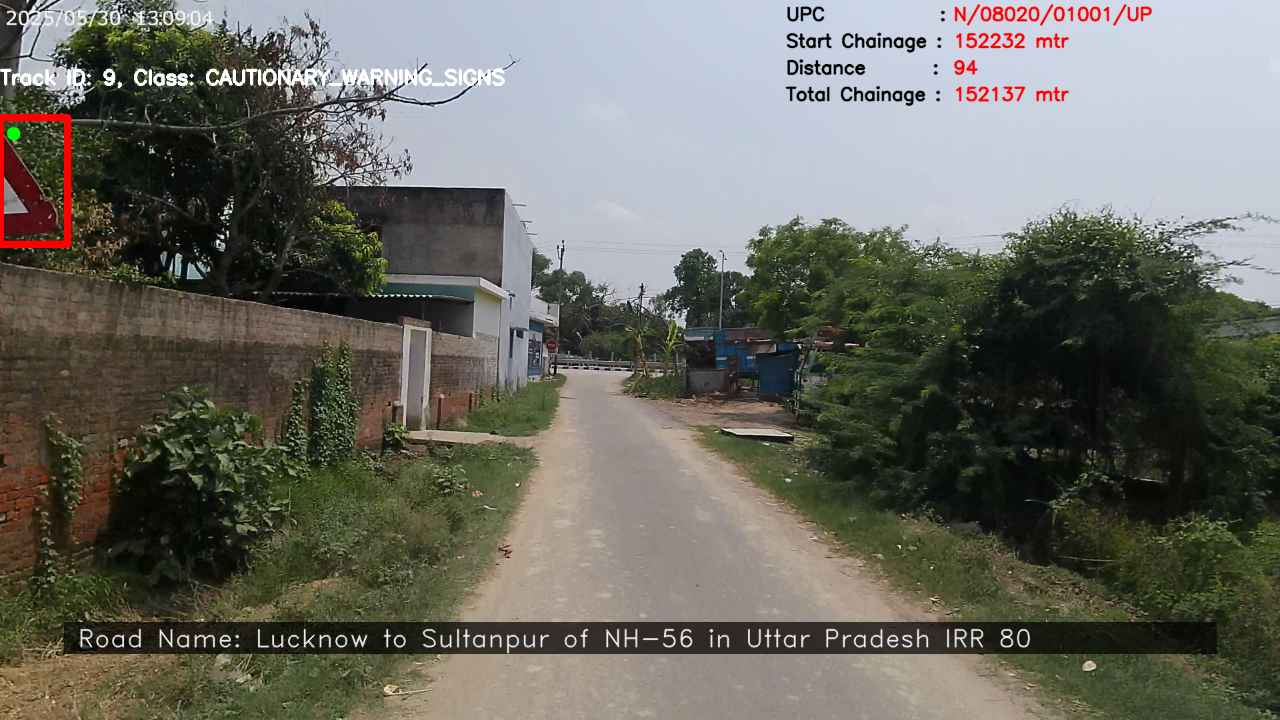 2025/05/30 13:09:04
UPC : N/08020/01001/UP
Start Chainage : 152232 mtr
Distance : 94
Total Chainage : 152137 mtr
Track ID: 9, Class: CAUTIONARY_WARNING_SIGNS
Road Name: Lucknow to Sultanpur of NH-56 in Uttar Pradesh IRR 80